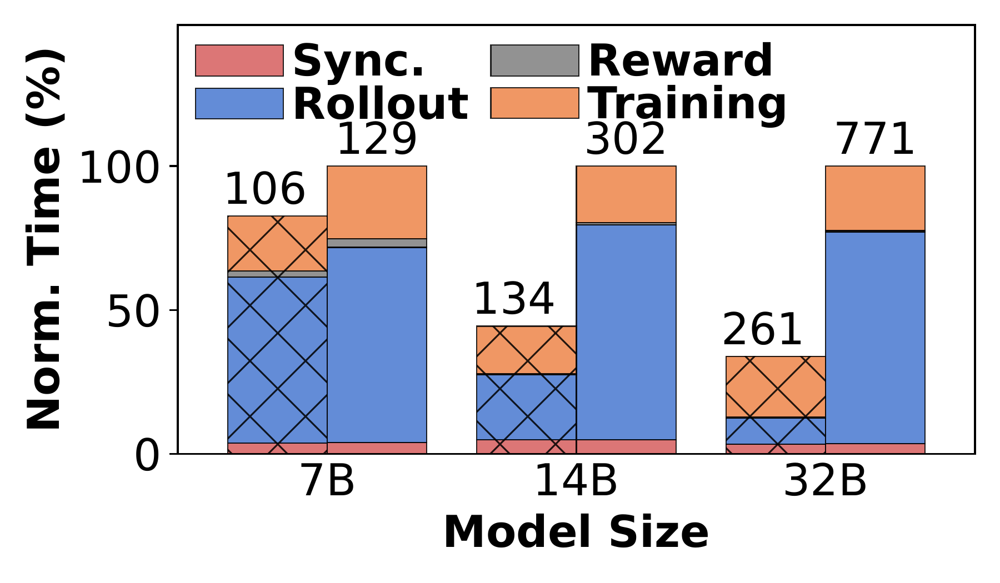 Sync.
Reward
Rollout
Training
129
302
771
106
134
261
100
50
0
Norm. Time (%)
7B
14B
32B
Model Size